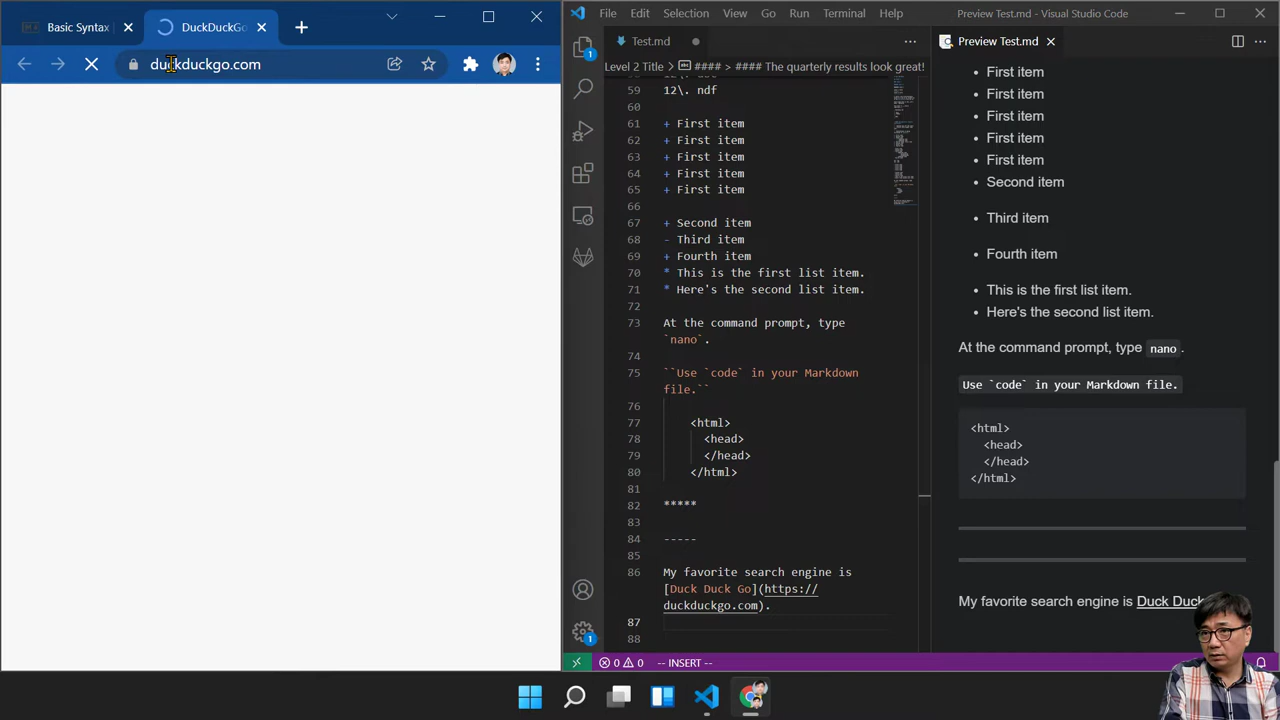 Basic Syntax
DuckDuckGo
duckduckgo.com
File Edit Selection View Go Run Terminal Help
Preview Test.md - Visual Studio Code
Test.md
Level 2 Title > #### > #### The quarterly results look great!
59 12\. ndf
60
61 + First item
62 + First item
63 + First item
64 + First item
65 + First item
66
67 + Second item
68 - Third item
69 + Fourth item
70 * This is the first list item.
71 * Here's the second list item.
72
73 At the command prompt, type
`nano`.
74
75 ``Use `code` in your Markdown
file.``
76
77 <html>
78 <head>
79 </head>
80 </html>
81
82 *****
83
84 -----
85
86 My favorite search engine is
[Duck Duck Go](https://
duckduckgo.com).
87
88
Preview Test.md
• First item
• First item
• First item
• First item
• First item
• Second item
• Third item
• Fourth item
• This is the first list item.
• Here's the second list item.
At the command prompt, type nano.
Use `code` in your Markdown file.
<html>
<head>
</head>
</html>
My favorite search engine is Duck Duck
1
1
0 0 -- INSERT --